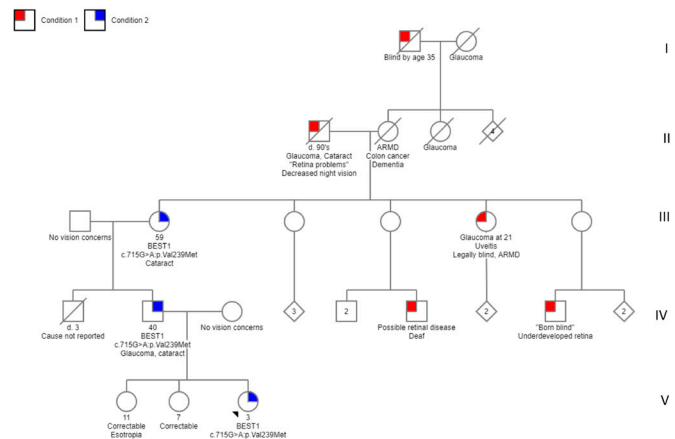 Condition 1
Condition 2
I
Blind by age 35
Glaucoma
II
4
d. 90's
Glaucoma, Cataract
"Retina problems"
Decreased night vision
ARMD
Colon cancer
Dementia
Glaucoma
III
No vision concerns
59
BEST1
c.715G>A:p.Val239Met
Cataract
Glaucoma at 21
Uveitis
Legally blind, ARMD
IV
d. 3
Cause not reported
40
BEST1
c.715G>A:p.Val239Met
Glaucoma, cataract
No vision concerns
3
2
Possible retinal disease
Deaf
2
"Born blind"
Underdeveloped retina
2
V
11
Correctable
Esotropia
7
Correctable
3
BEST1
c.715G>A:p.Val239Met